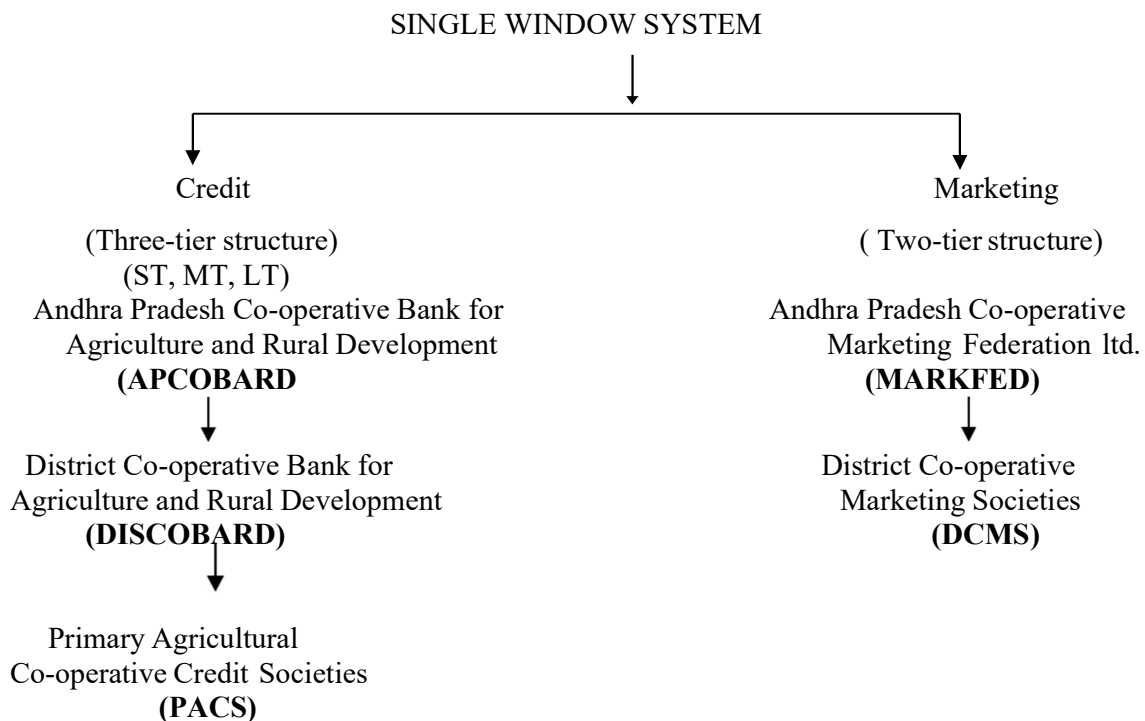 SINGLE WINDOW SYSTEM
Credit
(Three-tier structure)
(ST, MT, LT)
Andhra Pradesh Co-operative Bank for
Agriculture and Rural Development
(APCOBARD
District Co-operative Bank for
Agriculture and Rural Development
(DISCOBARD)
Primary Agricultural
Co-operative Credit Societies
(PACS)
Marketing
( Two-tier structure)
Andhra Pradesh Co-operative
Marketing Federation ltd.
(MARKFED)
District Co-operative
Marketing Societies
(DCMS)